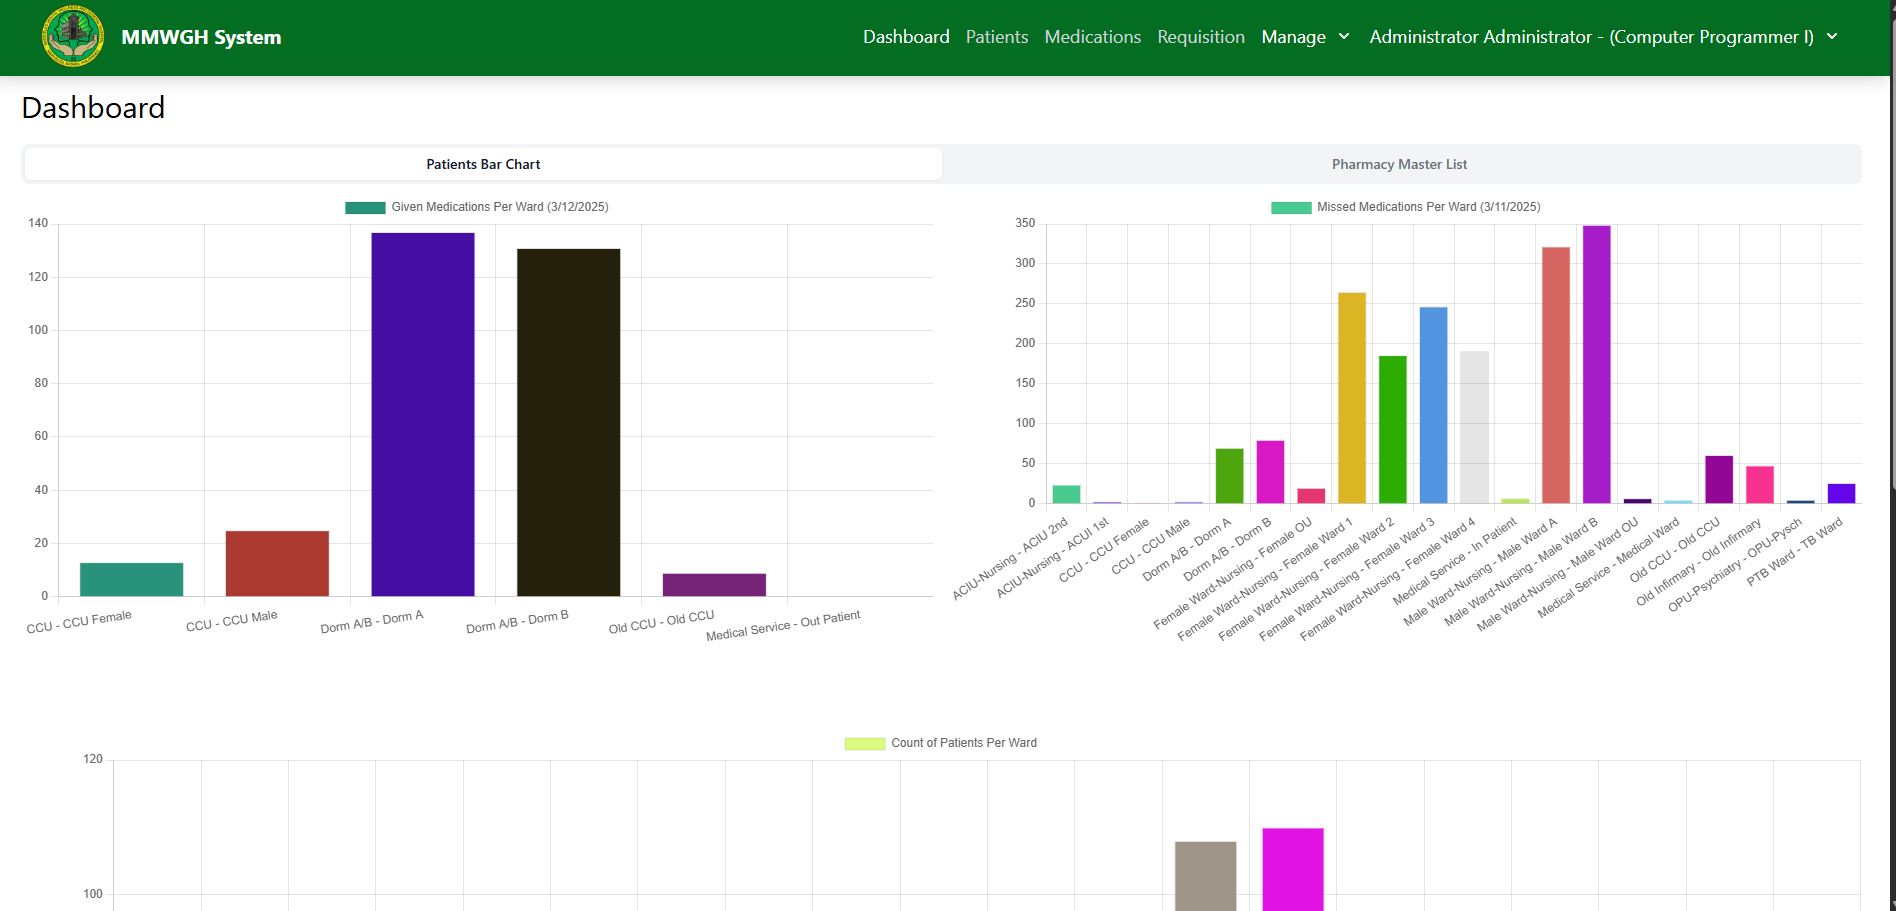 MMWGH System
Dashboard
Patients
Medications
Requisition
Manage
Administrator Administrator - (Computer Programmer I)
Dashboard
Patients Bar Chart
Pharmacy Master List
Given Medications Per Ward (3/12/2025)
140
120
100
80
60
40
20
0
CCU - CCU Female
CCU - CCU Male
Dorm A/B - Dorm A
Dorm A/B - Dorm B
Old CCU - Old CCU
Medical Service - Out Patient
Missed Medications Per Ward (3/11/2025)
350
300
250
200
150
100
50
0
ACIU-Nursing - ACIU 2nd
ACIU-Nursing - ACUI 1st
CCU - CCU Female
CCU - CCU Male
Dorm A/B - Dorm A
Dorm A/B - Dorm B
Female Ward-Nursing - Female OU
Female Ward-Nursing - Female Ward 1
Female Ward-Nursing - Female Ward 2
Female Ward-Nursing - Female Ward 3
Female Ward-Nursing - Female Ward 4
Medical Service - In Patient
Male Ward-Nursing - Male Ward A
Male Ward-Nursing - Male Ward B
Male Ward-Nursing - Male Ward OU
Medical Service - Medical Ward
Old CCU - Old CCU
Old Infirmary - Old Infirmary
OPU-Psychiatry - OPU-Pysch
PTB Ward - TB Ward
Count of Patients Per Ward
120
100